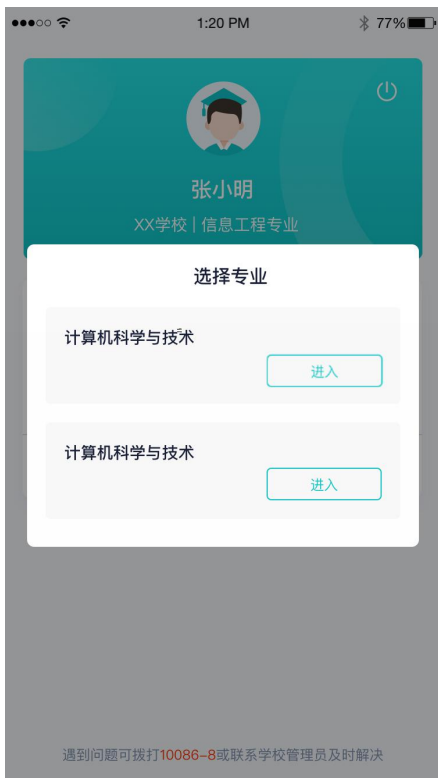 1:20 PM
77%
张小明
XX学校 | 信息工程专业
选择专业
计算机科学与技术
进入
计算机科学与技术
进入
遇到问题可拨打10086-8或联系学校管理员及时解决